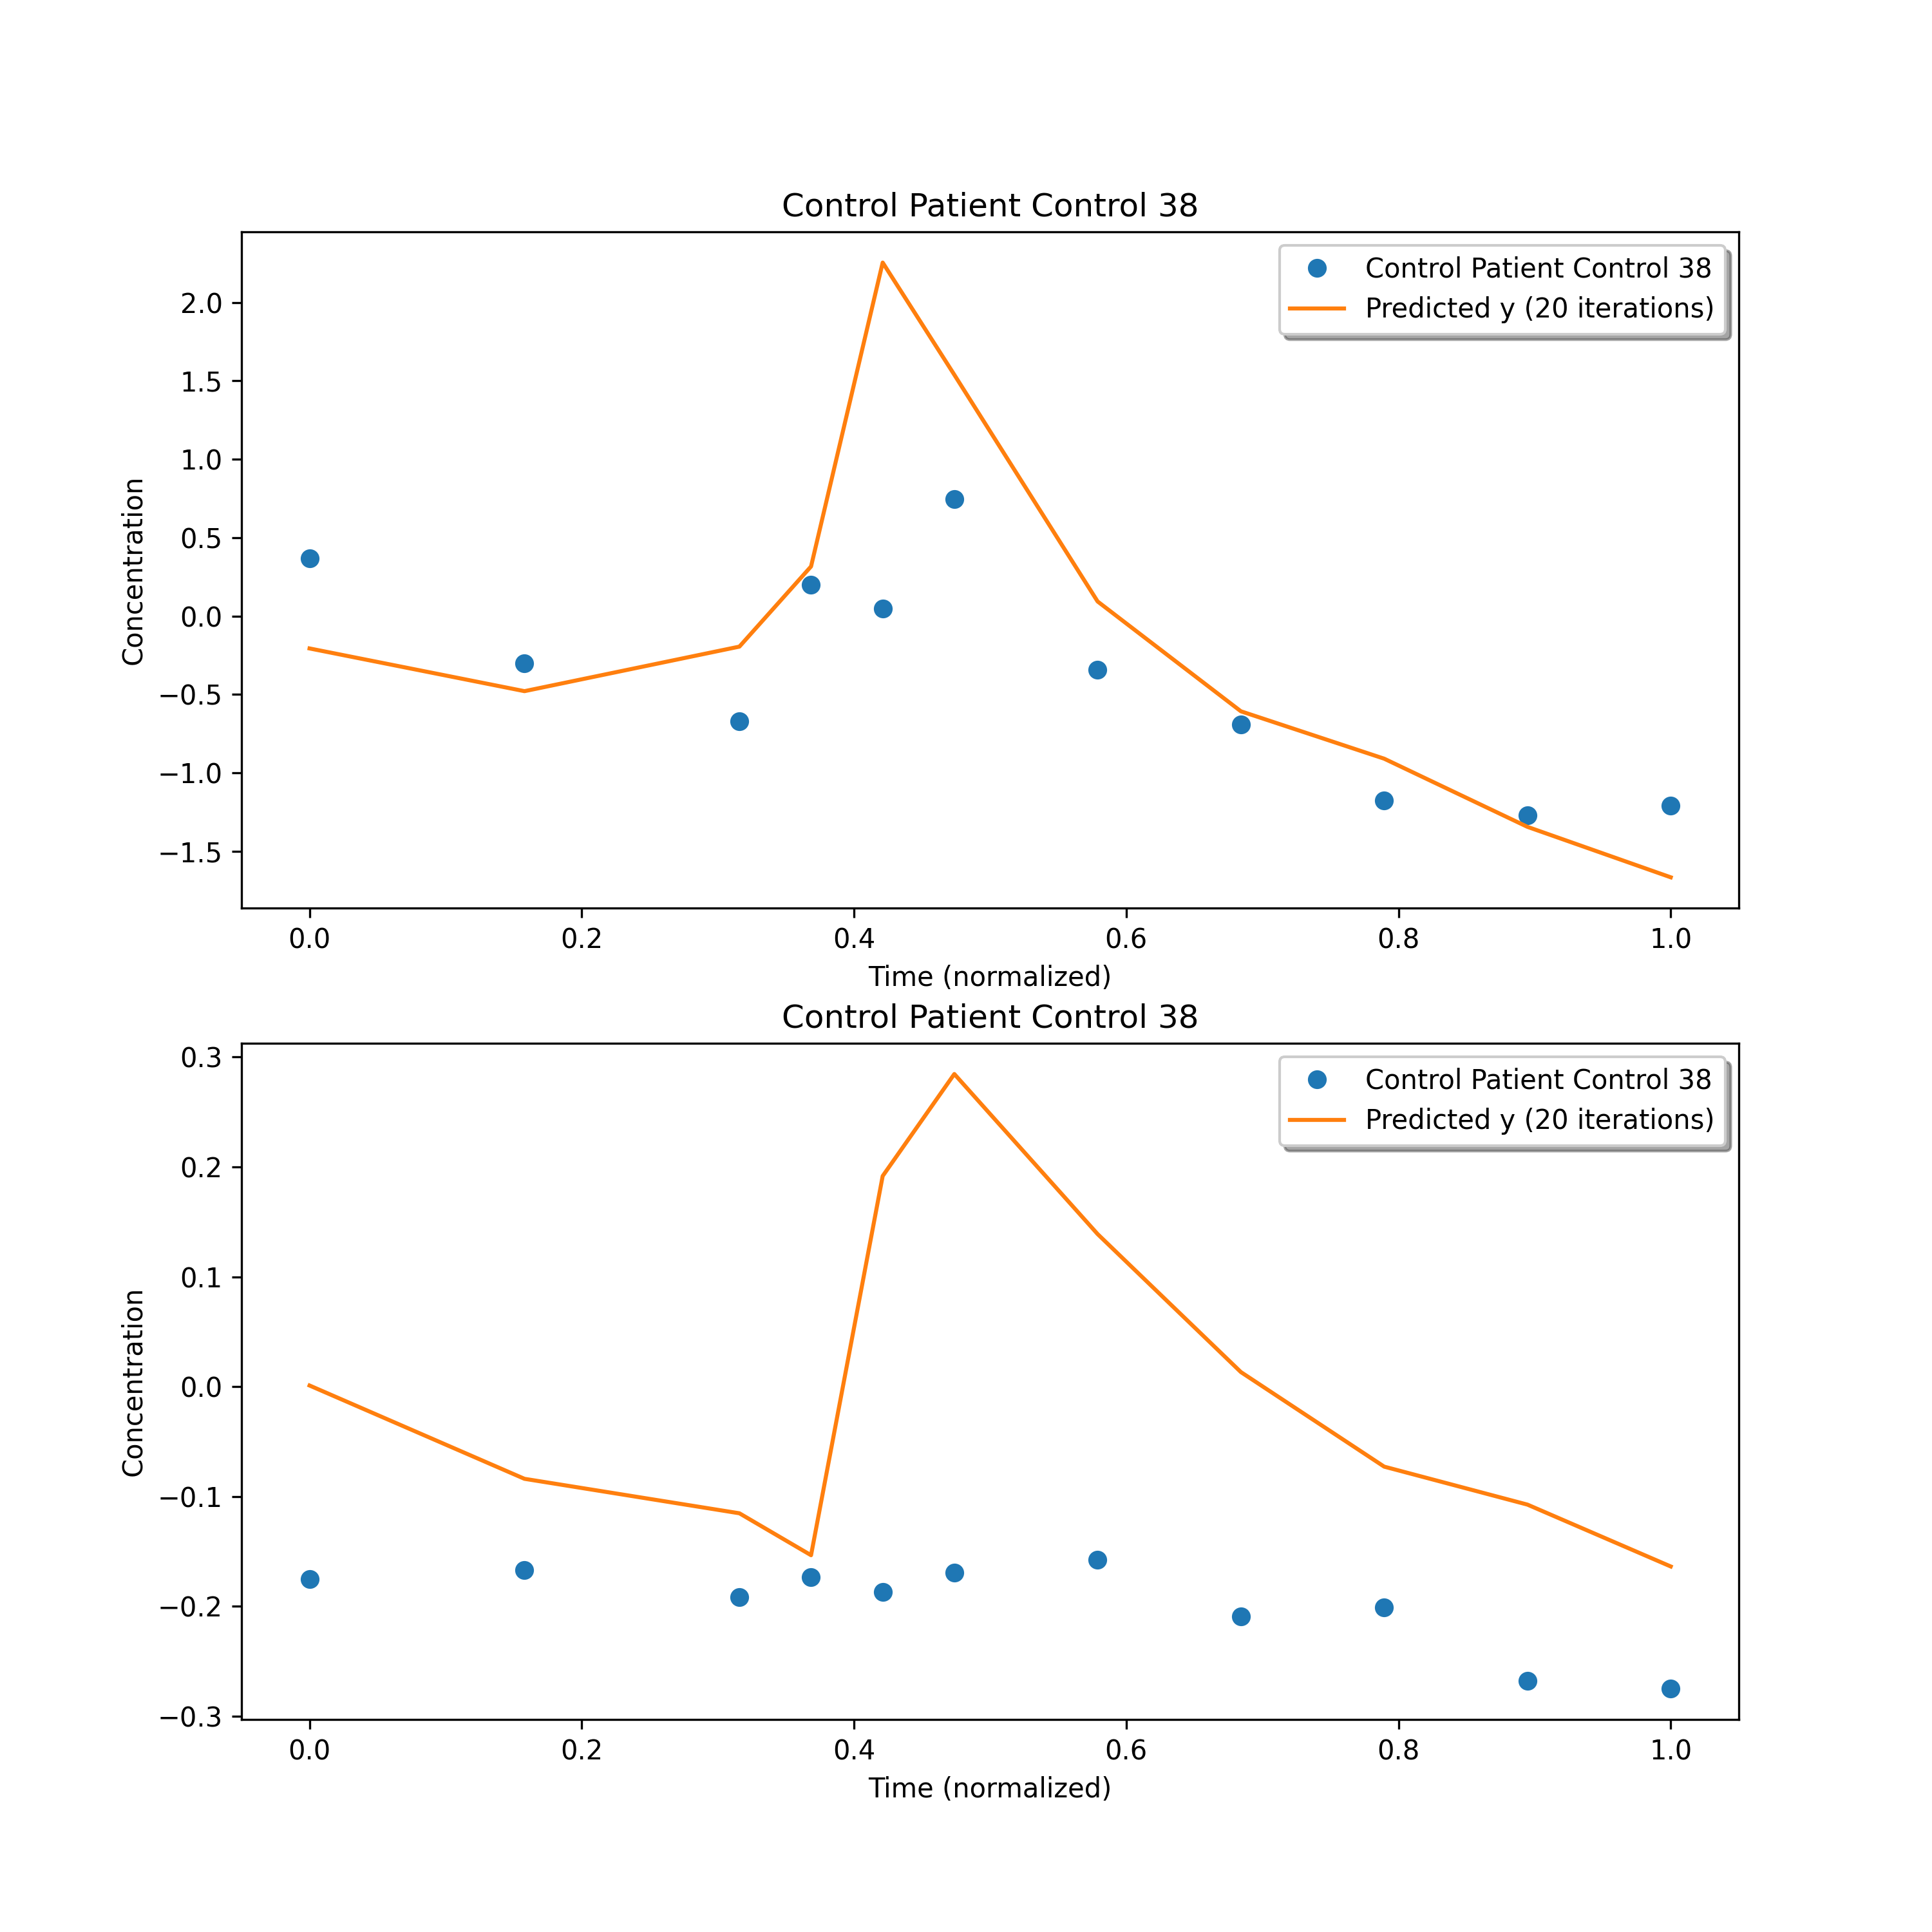 Control Patient Control 38
Control Patient Control 38
Predicted y (20 iterations)
2.0
1.5
1.0
0.5
0.0
−0.5
−1.0
−1.5
Concentration
0.0 0.2 0.4 0.6 0.8 1.0
Time (normalized)
Control Patient Control 38
Control Patient Control 38
Predicted y (20 iterations)
0.3
0.2
0.1
0.0
−0.1
−0.2
−0.3
Concentration
0.0 0.2 0.4 0.6 0.8 1.0
Time (normalized)